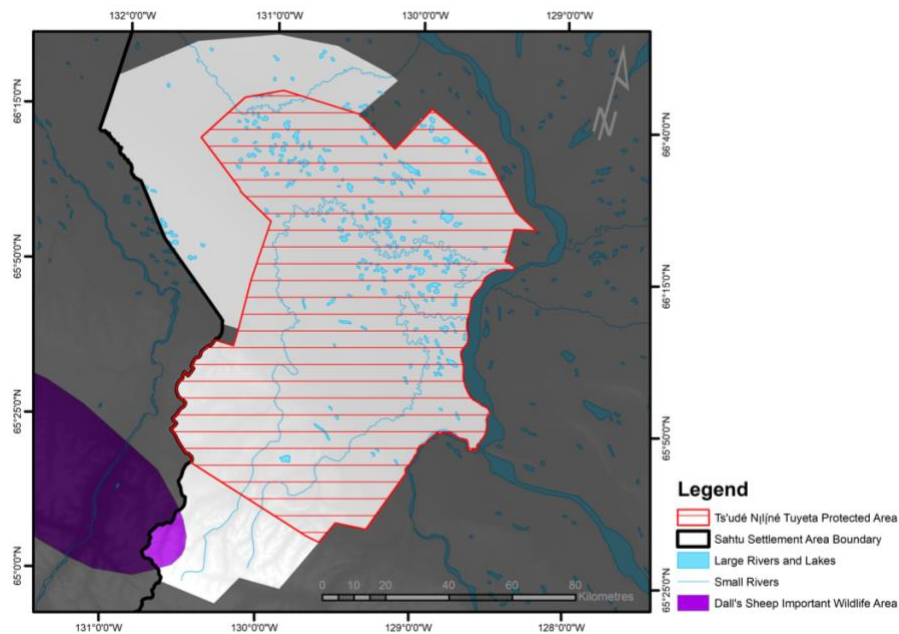 132°0'0"W 131°0'0"W 130°0'0"W 129°0'0"W
66°15'0"N
65°50'0"N
65°25'0"N
65°0'0"N
66°40'0"N
66°15'0"N
65°50'0"N
65°25'0"N
N
0 10 20 40 60 80
Kilometres
131°0'0"W 130°0'0"W 129°0'0"W 128°0'0"W
Legend
Ts'udé Nı̨lı̨né Tuyeta Protected Area
Sahtu Settlement Area Boundary
Large Rivers and Lakes
Small Rivers
Dall's Sheep Important Wildlife Area